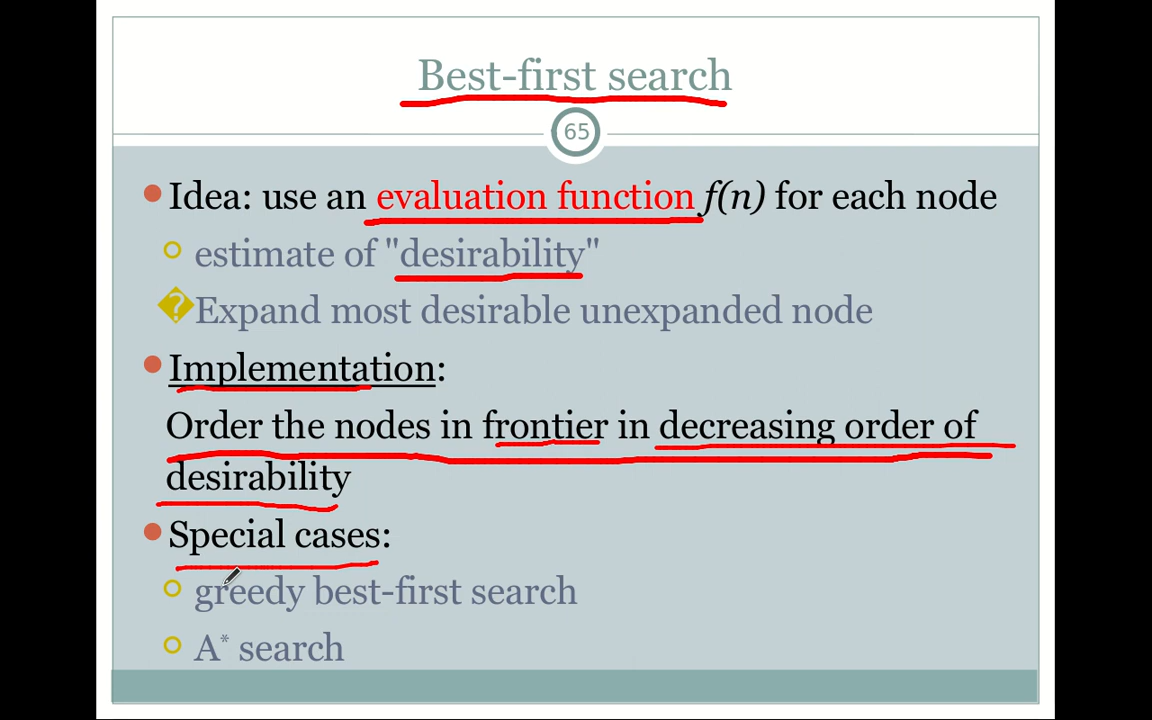 Best-first search
65
Idea: use an evaluation function f(n) for each node
estimate of "desirability"
�Expand most desirable unexpanded node
Implementation:
Order the nodes in frontier in decreasing order of
desirability
Special cases:
greedy best-first search
A* search